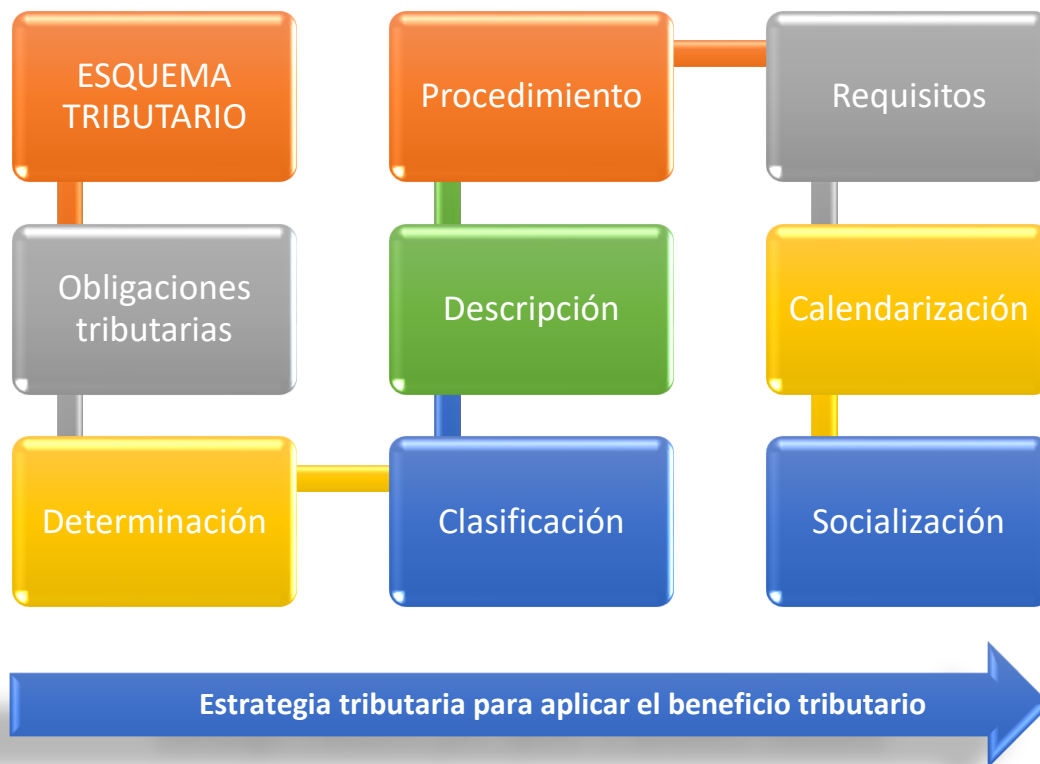 ESQUEMA
TRIBUTARIO
Obligaciones
tributarias
Determinación
Clasificación
Descripción
Procedimiento
Requisitos
Calendarización
Socialización
Estrategia tributaria para aplicar el beneficio tributario